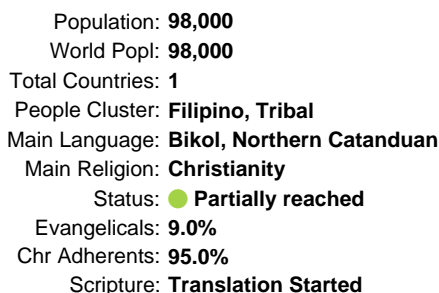 Population: 98,000
World Popl: 98,000
Total Countries: 1
People Cluster: Filipino, Tribal
Main Language: Bikol, Northern Catanduan
Main Religion: Christianity
Status: Partially reached
Evangelicals: 9.0%
Chr Adherents: 95.0%
Scripture: Translation Started